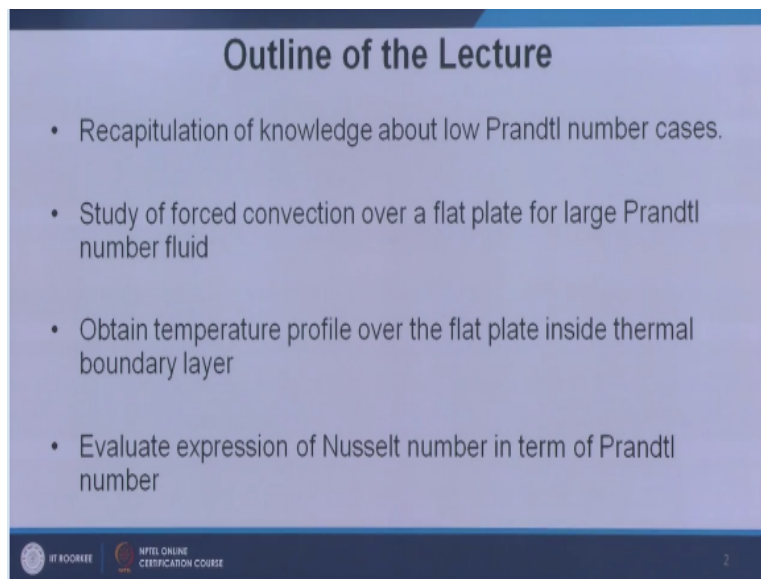 Outline of the Lecture
• Recapitulation of knowledge about low Prandtl number cases.
• Study of forced convection over a flat plate for large Prandtl
number fluid
• Obtain temperature profile over the flat plate inside thermal
boundary layer
• Evaluate expression of Nusselt number in term of Prandtl
number
IIT ROORKEE
NPTEL ONLINE
CERTIFICATION COURSE
2